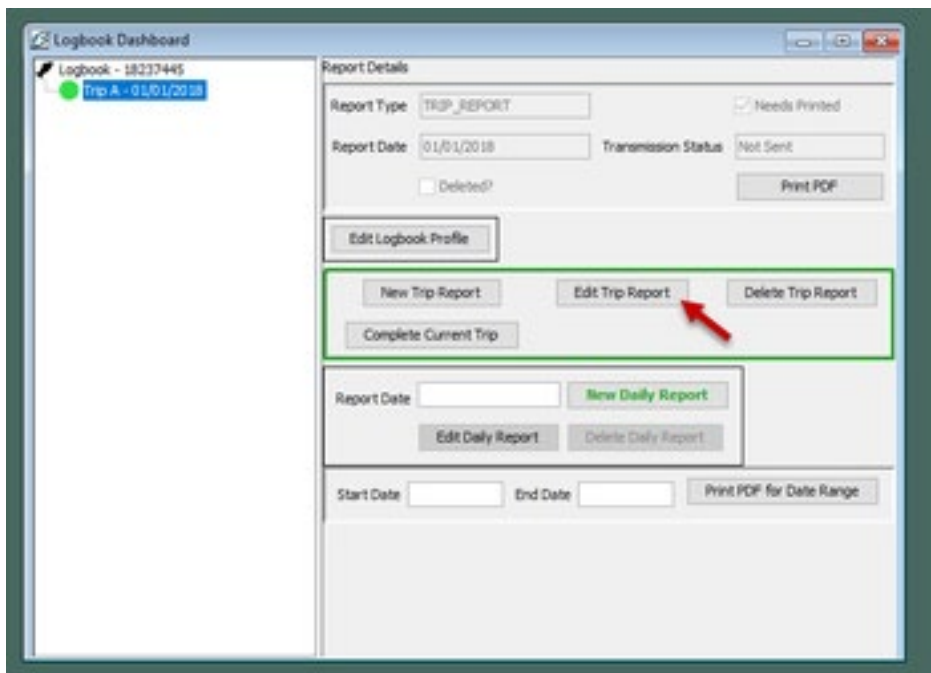 Logbook Dashboard
Logbook - 18237445
Trip A - 01/01/2018
Report Details
Report Type TRIP_REPORT Needs Printed
Report Date 01/01/2018 Transmission Status Not Sent
Deleted? Print PDF
Edit Logbook Profile
New Trip Report Edit Trip Report Delete Trip Report
Complete Current Trip
Report Date New Daily Report
Edit Daily Report Delete Daily Report
Start Date End Date Print PDF for Date Range